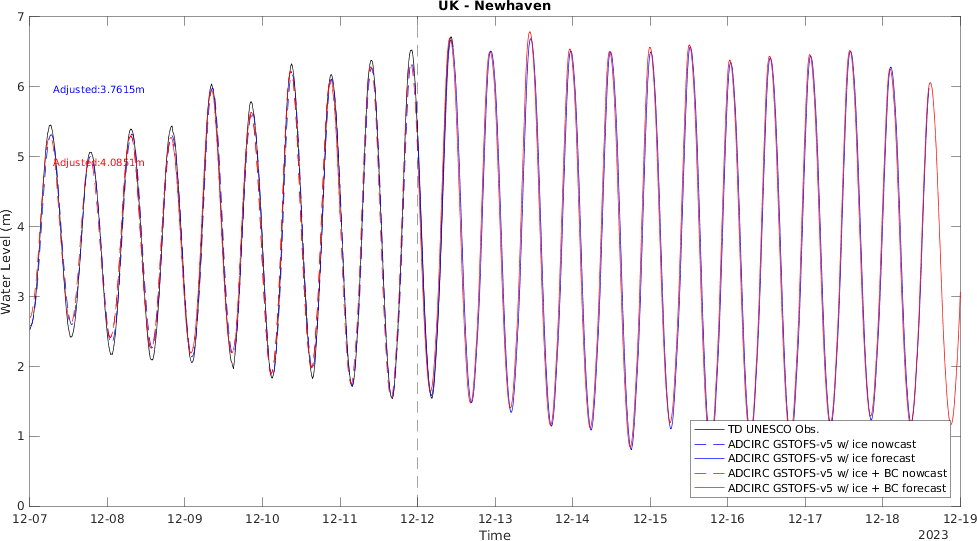 UK - Newhaven
7
6
5
4
3
2
1
0
Water Level (m)
Adjusted:3.7615m
Adjusted:4.0851m
TD UNESCO Obs.
ADCIRC GSTOFS-v5 w/ ice nowcast
ADCIRC GSTOFS-v5 w/ ice forecast
ADCIRC GSTOFS-v5 w/ ice + BC nowcast
ADCIRC GSTOFS-v5 w/ ice + BC forecast
12-07 12-08 12-09 12-10 12-11 12-12 12-13 12-14 12-15 12-16 12-17 12-18 12-19
Time
2023